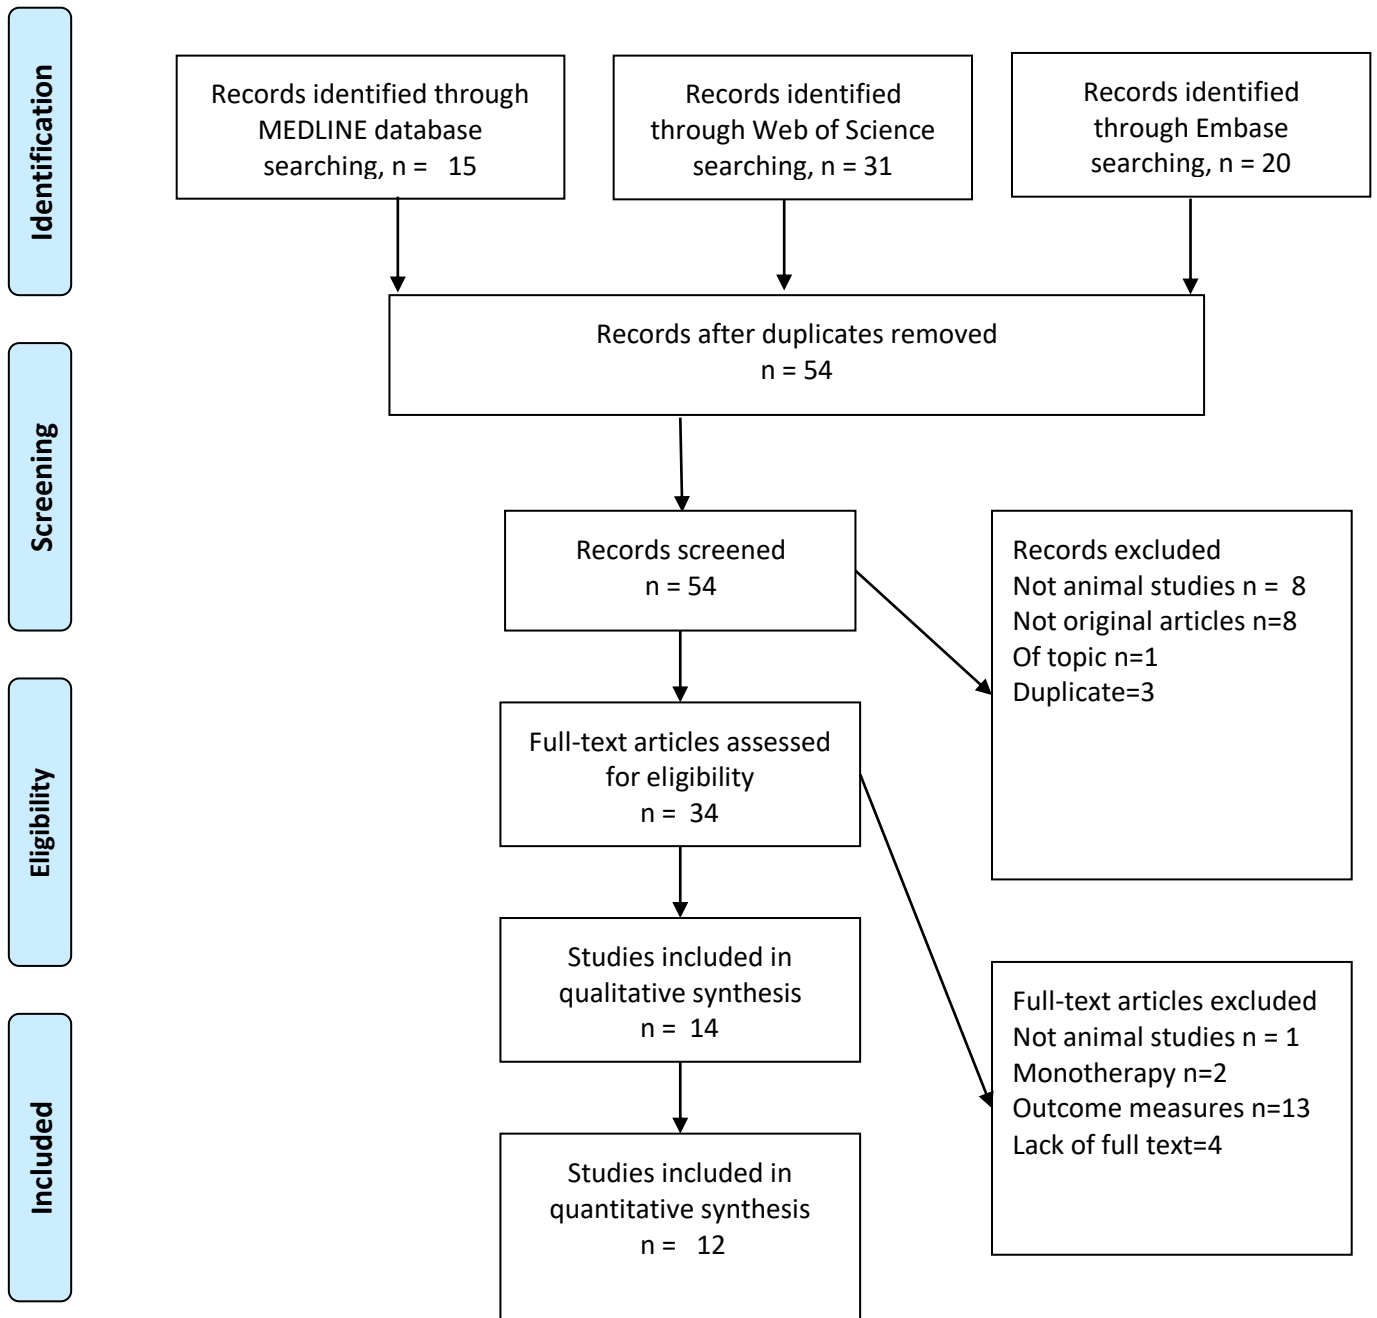 Identification
Records identified through
MEDLINE database
searching, n = 15
Records identified
through Web of Science
searching, n = 31
Records identified
through Embase
searching, n = 20
Records after duplicates removed
n = 54
Screening
Records screened
n = 54
Records excluded
Not animal studies n = 8
Not original articles n=8
Of topic n=1
Duplicate=3
Eligibility
Full-text articles assessed
for eligibility
n = 34
Studies included in
qualitative synthesis
n = 14
Full-text articles excluded
Not animal studies n = 1
Monotherapy n=2
Outcome measures n=13
Lack of full text=4
Included
Studies included in
quantitative synthesis
n = 12